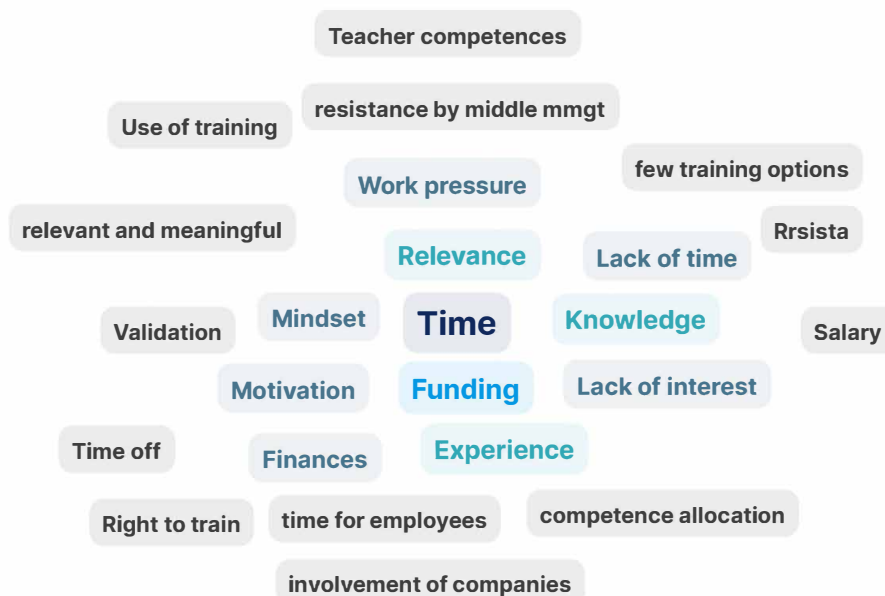 Teacher competences
resistance by middle mmgt
Use of training
few training options
Work pressure
relevant and meaningful
Rrsista
Relevance
Lack of time
Validation
Mindset
Time
Knowledge
Salary
Motivation
Funding
Lack of interest
Time off
Finances
Experience
Right to train
time for employees
competence allocation
involvement of companies